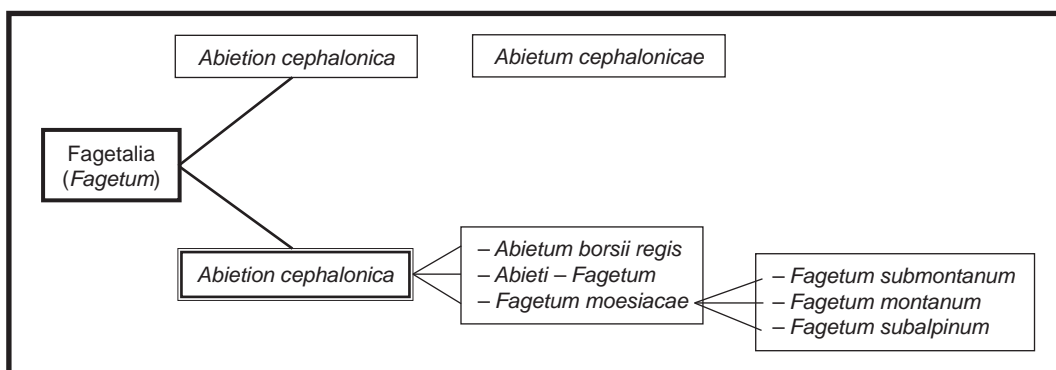 Abietion cephalonica
Abietum cephalonicae
Fagetalia
(Fagetum)
Abietion cephalonica
– Abietum borsii regis
– Abieti – Fagetum
– Fagetum moesiacae
– Fagetum submontanum
– Fagetum montanum
– Fagetum subalpinum